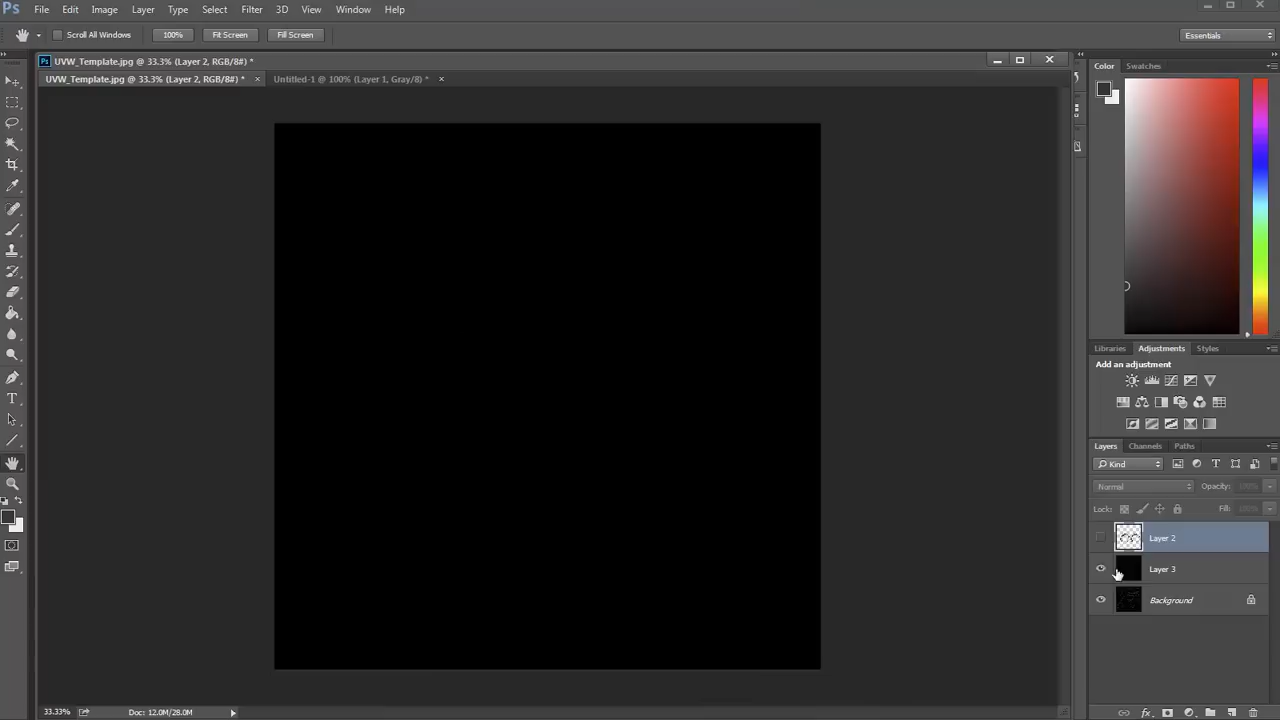 Ps File Edit Image Layer Type Select Filter 3D View Window Help
Scroll All Windows 100% Fit Screen Fill Screen Essentials
Ps UVW_Template.jpg @ 33.3% (Layer 2, RGB/8#) *
UVW_Template.jpg @ 33.3% (Layer 2, RGB/8#) * × Untitled-1 @ 100% (Layer 1, Gray/8) * ×
Color Swatches
Libraries Adjustments Styles
Add an adjustment
Layers Channels Paths
Kind
Normal Opacity: 100%
Lock: Fill: 100%
Layer 2
Layer 3
Background
33.33% Doc: 12.0M/28.0M